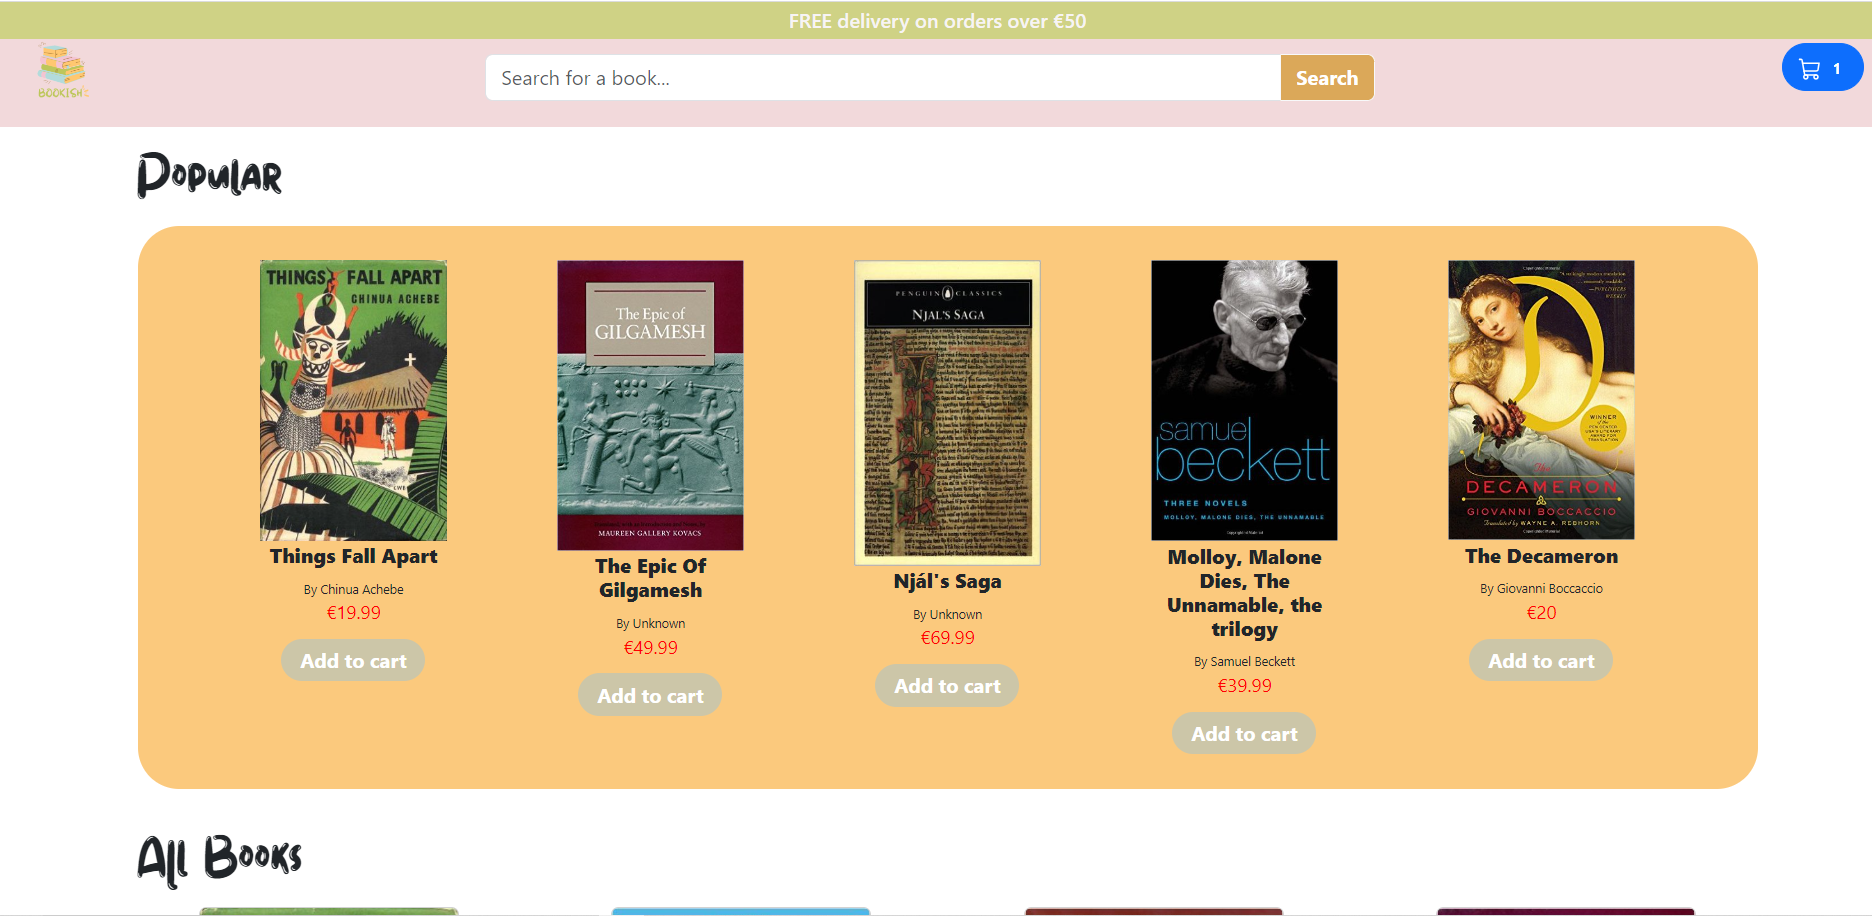 FREE delivery on orders over €50
BOOKISH
Search for a book...
Search
1
Popular
THINGS FALL APART
CHINUA ACHEBE
Things Fall Apart
By Chinua Achebe
€19.99
Add to cart
The Epic of
GILGAMESH
MAUREEN GALLERY KOVACS
The Epic Of
Gilgamesh
By Unknown
€49.99
Add to cart
PENGUIN CLASSICS
NJAL'S SAGA
Njál's Saga
By Unknown
€69.99
Add to cart
samuel
beckett
THREE NOVELS
MOLLOY, MALONE DIES, THE UNNAMABLE
Molloy, Malone
Dies, The
Unnamable, the
trilogy
By Samuel Beckett
€39.99
Add to cart
D
WINNER
The
DECAMERON
GIOVANNI BOCCACCIO
Translated by WAYNE A. REBHORN
The Decameron
By Giovanni Boccaccio
€20
Add to cart
All Books